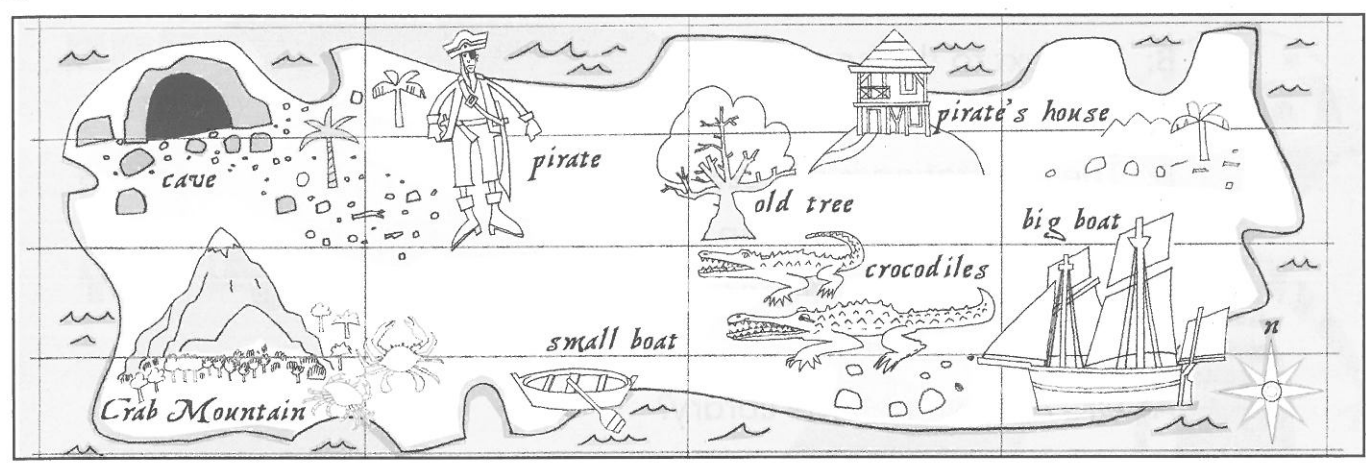 pirate's house
pirate
cave
old tree
big boat
crocodiles
n
small boat
Crab Mountain